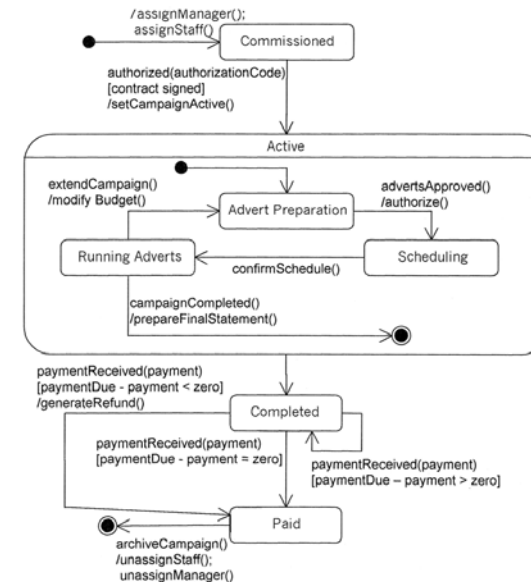 /assignManager();
assignStaff()
Commissioned
authorized(authorizationCode)
[contract signed]
/setCampaignActive()
Active
extendCampaign()
/modify Budget()
Advert Preparation
advertsApproved()
/authorize()
Running Adverts
confirmSchedule()
Scheduling
campaignCompleted()
/prepareFinalStatement()
paymentReceived(payment)
[paymentDue - payment < zero]
/generateRefund()
Completed
paymentReceived(payment)
[paymentDue - payment = zero]
paymentReceived(payment)
[paymentDue – payment > zero]
Paid
archiveCampaign()
/unassignStaff;
unassignManager()